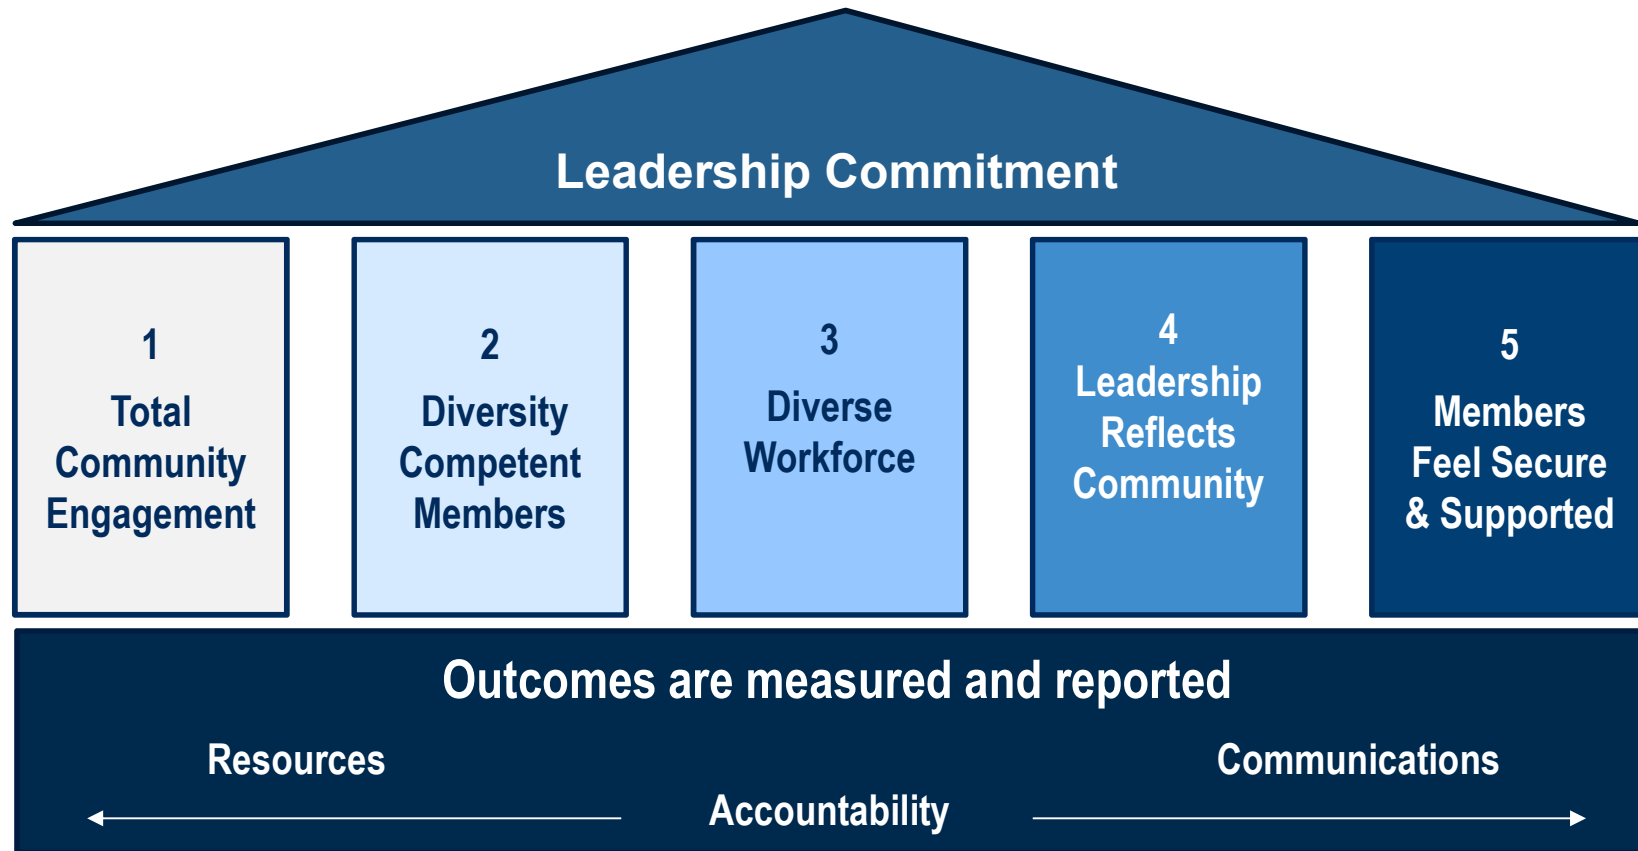 Leadership Commitment
1
Total
Community
Engagement
2
Diversity
Competent
Members
3
Diverse
Workforce
4
Leadership
Reflects
Community
5
Members
Feel Secure
& Supported
Outcomes are measured and reported
Resources
Communications
Accountability